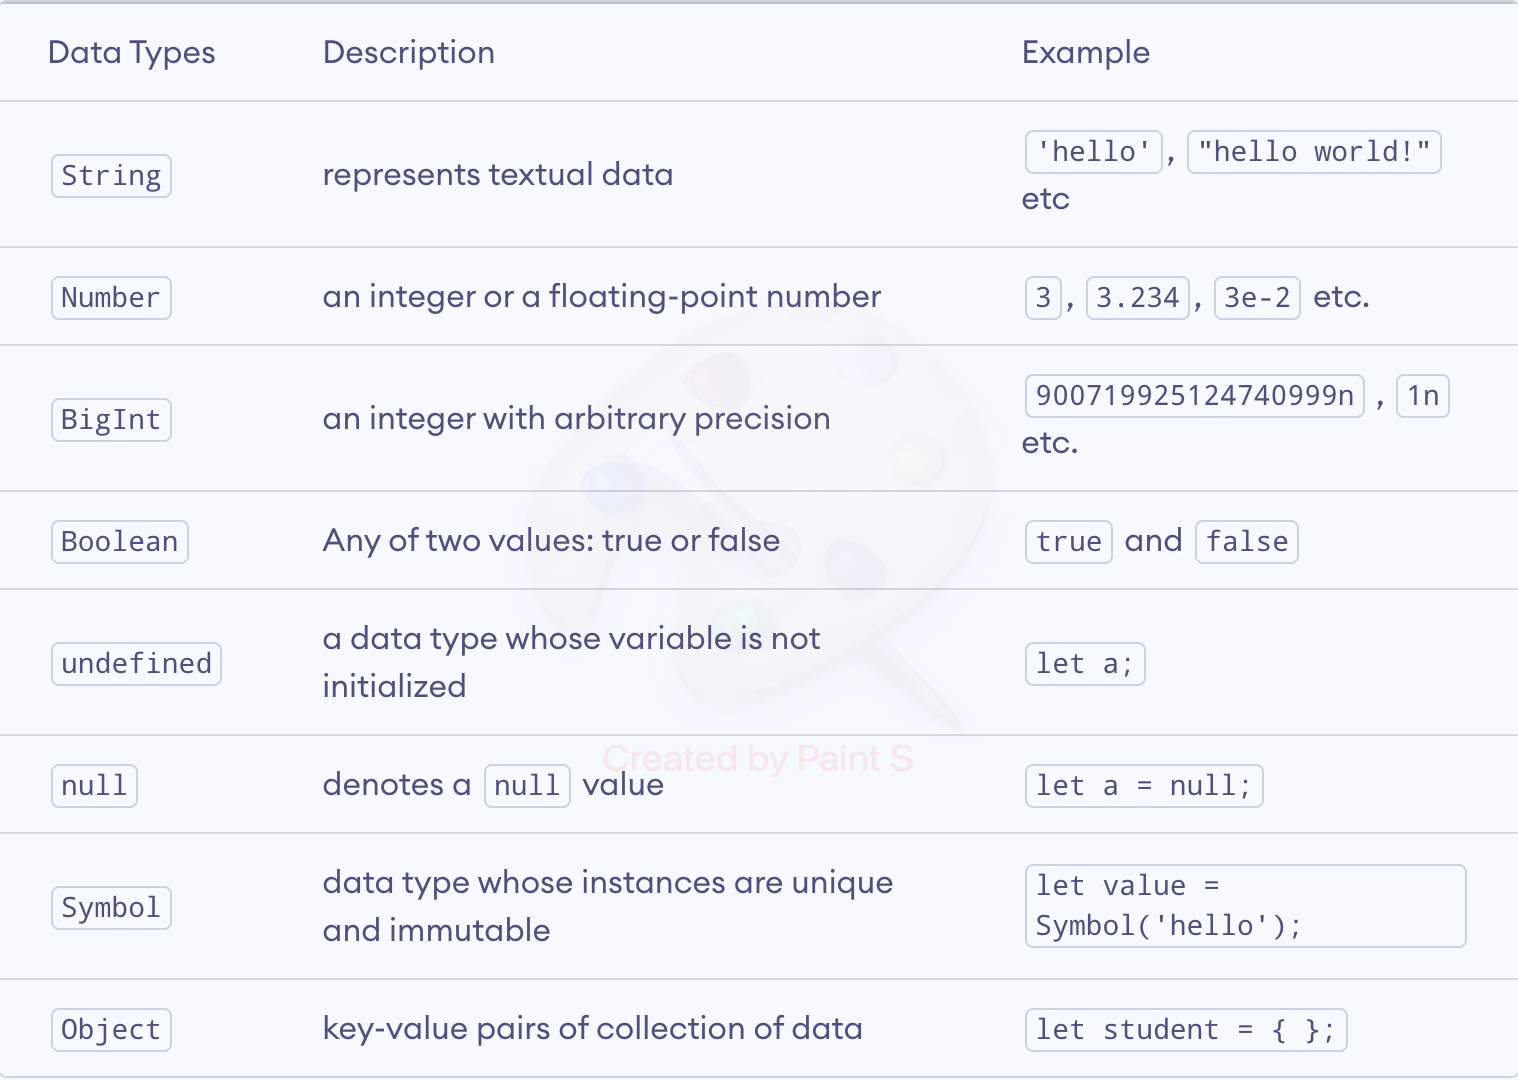 Data Types Description Example
String represents textual data 'hello', "hello world!"
etc
Number an integer or a floating-point number 3, 3.234, 3e-2 etc.
BigInt an integer with arbitrary precision 900719925124740999n , 1n
etc.
Boolean Any of two values: true or false true and false
undefined a data type whose variable is not
initialized
let a;
Created by Paint S
null denotes a null value let a = null;
Symbol data type whose instances are unique
and immutable
let value =
Symbol('hello');
Object key-value pairs of collection of data let student = { };